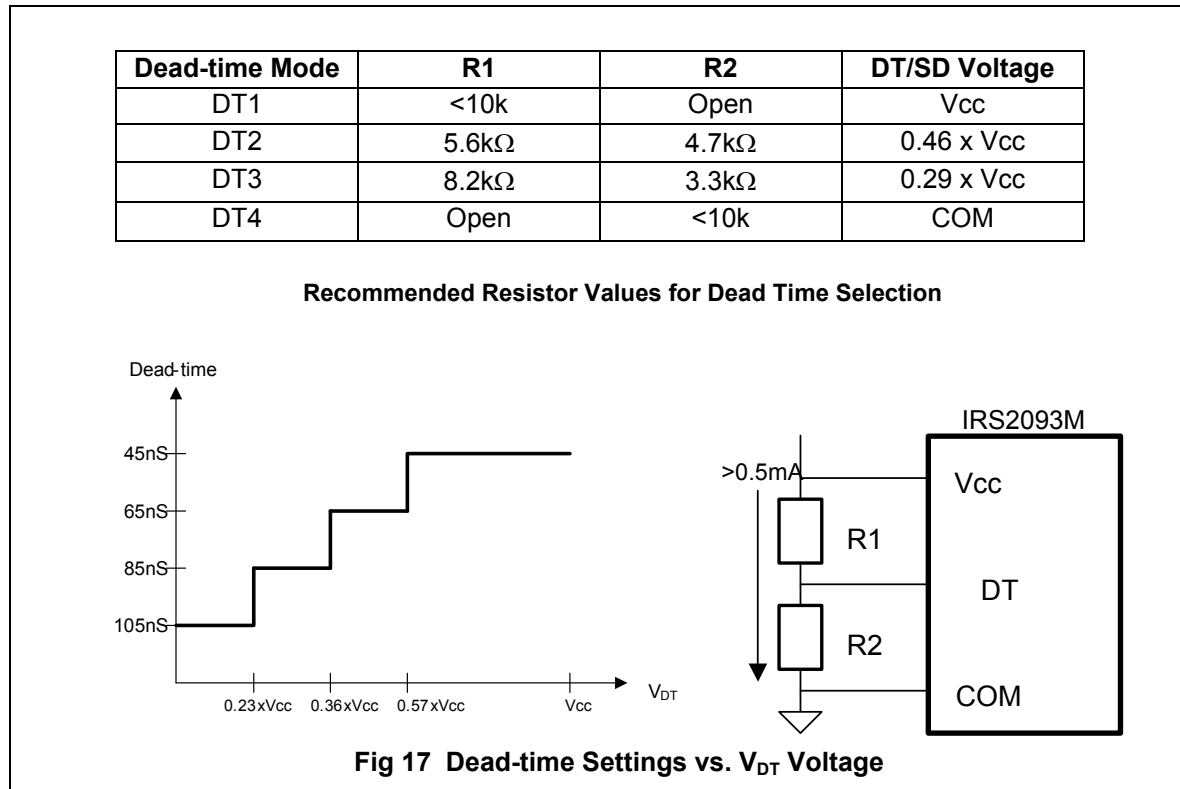 Dead-time Mode R1 R2 DT/SD Voltage
DT1 <10k Open Vcc
DT2 5.6kΩ 4.7kΩ 0.46 x Vcc
DT3 8.2kΩ 3.3kΩ 0.29 x Vcc
DT4 Open <10k COM
Recommended Resistor Values for Dead Time Selection
Dead-time
45nS
65nS
85nS
105nS
0.23xVcc 0.36xVcc 0.57xVcc Vcc
VDT
IRS2093M
>0.5mA
Vcc
R1
DT
R2
COM
Fig 17 Dead-time Settings vs. VDT Voltage